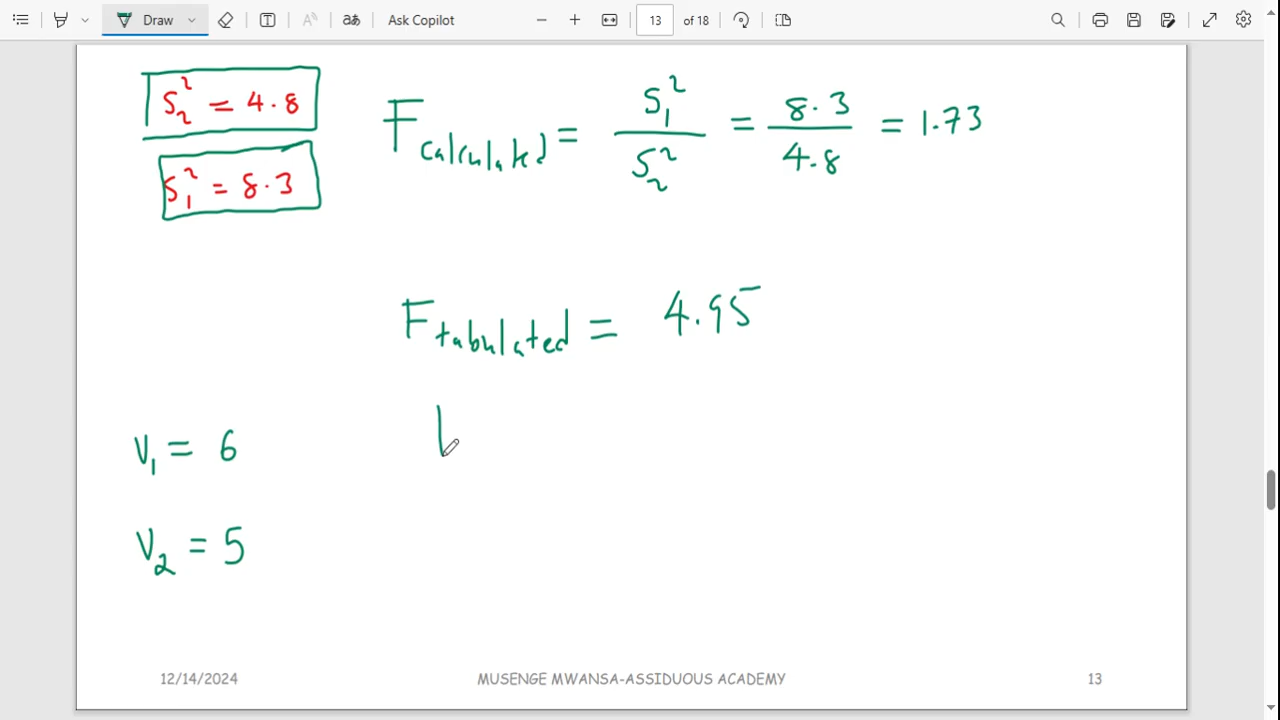 Draw
Ask Copilot
13 of 18
S₂² = 4.8
S₁² = 8.3
F calculated = S₁² / S₂² = 8.3 / 4.8 = 1.73
F tabulated = 4.95
V₁ = 6
V₂ = 5
12/14/2024
MUSENGE MWANSA-ASSIDUOUS ACADEMY
13